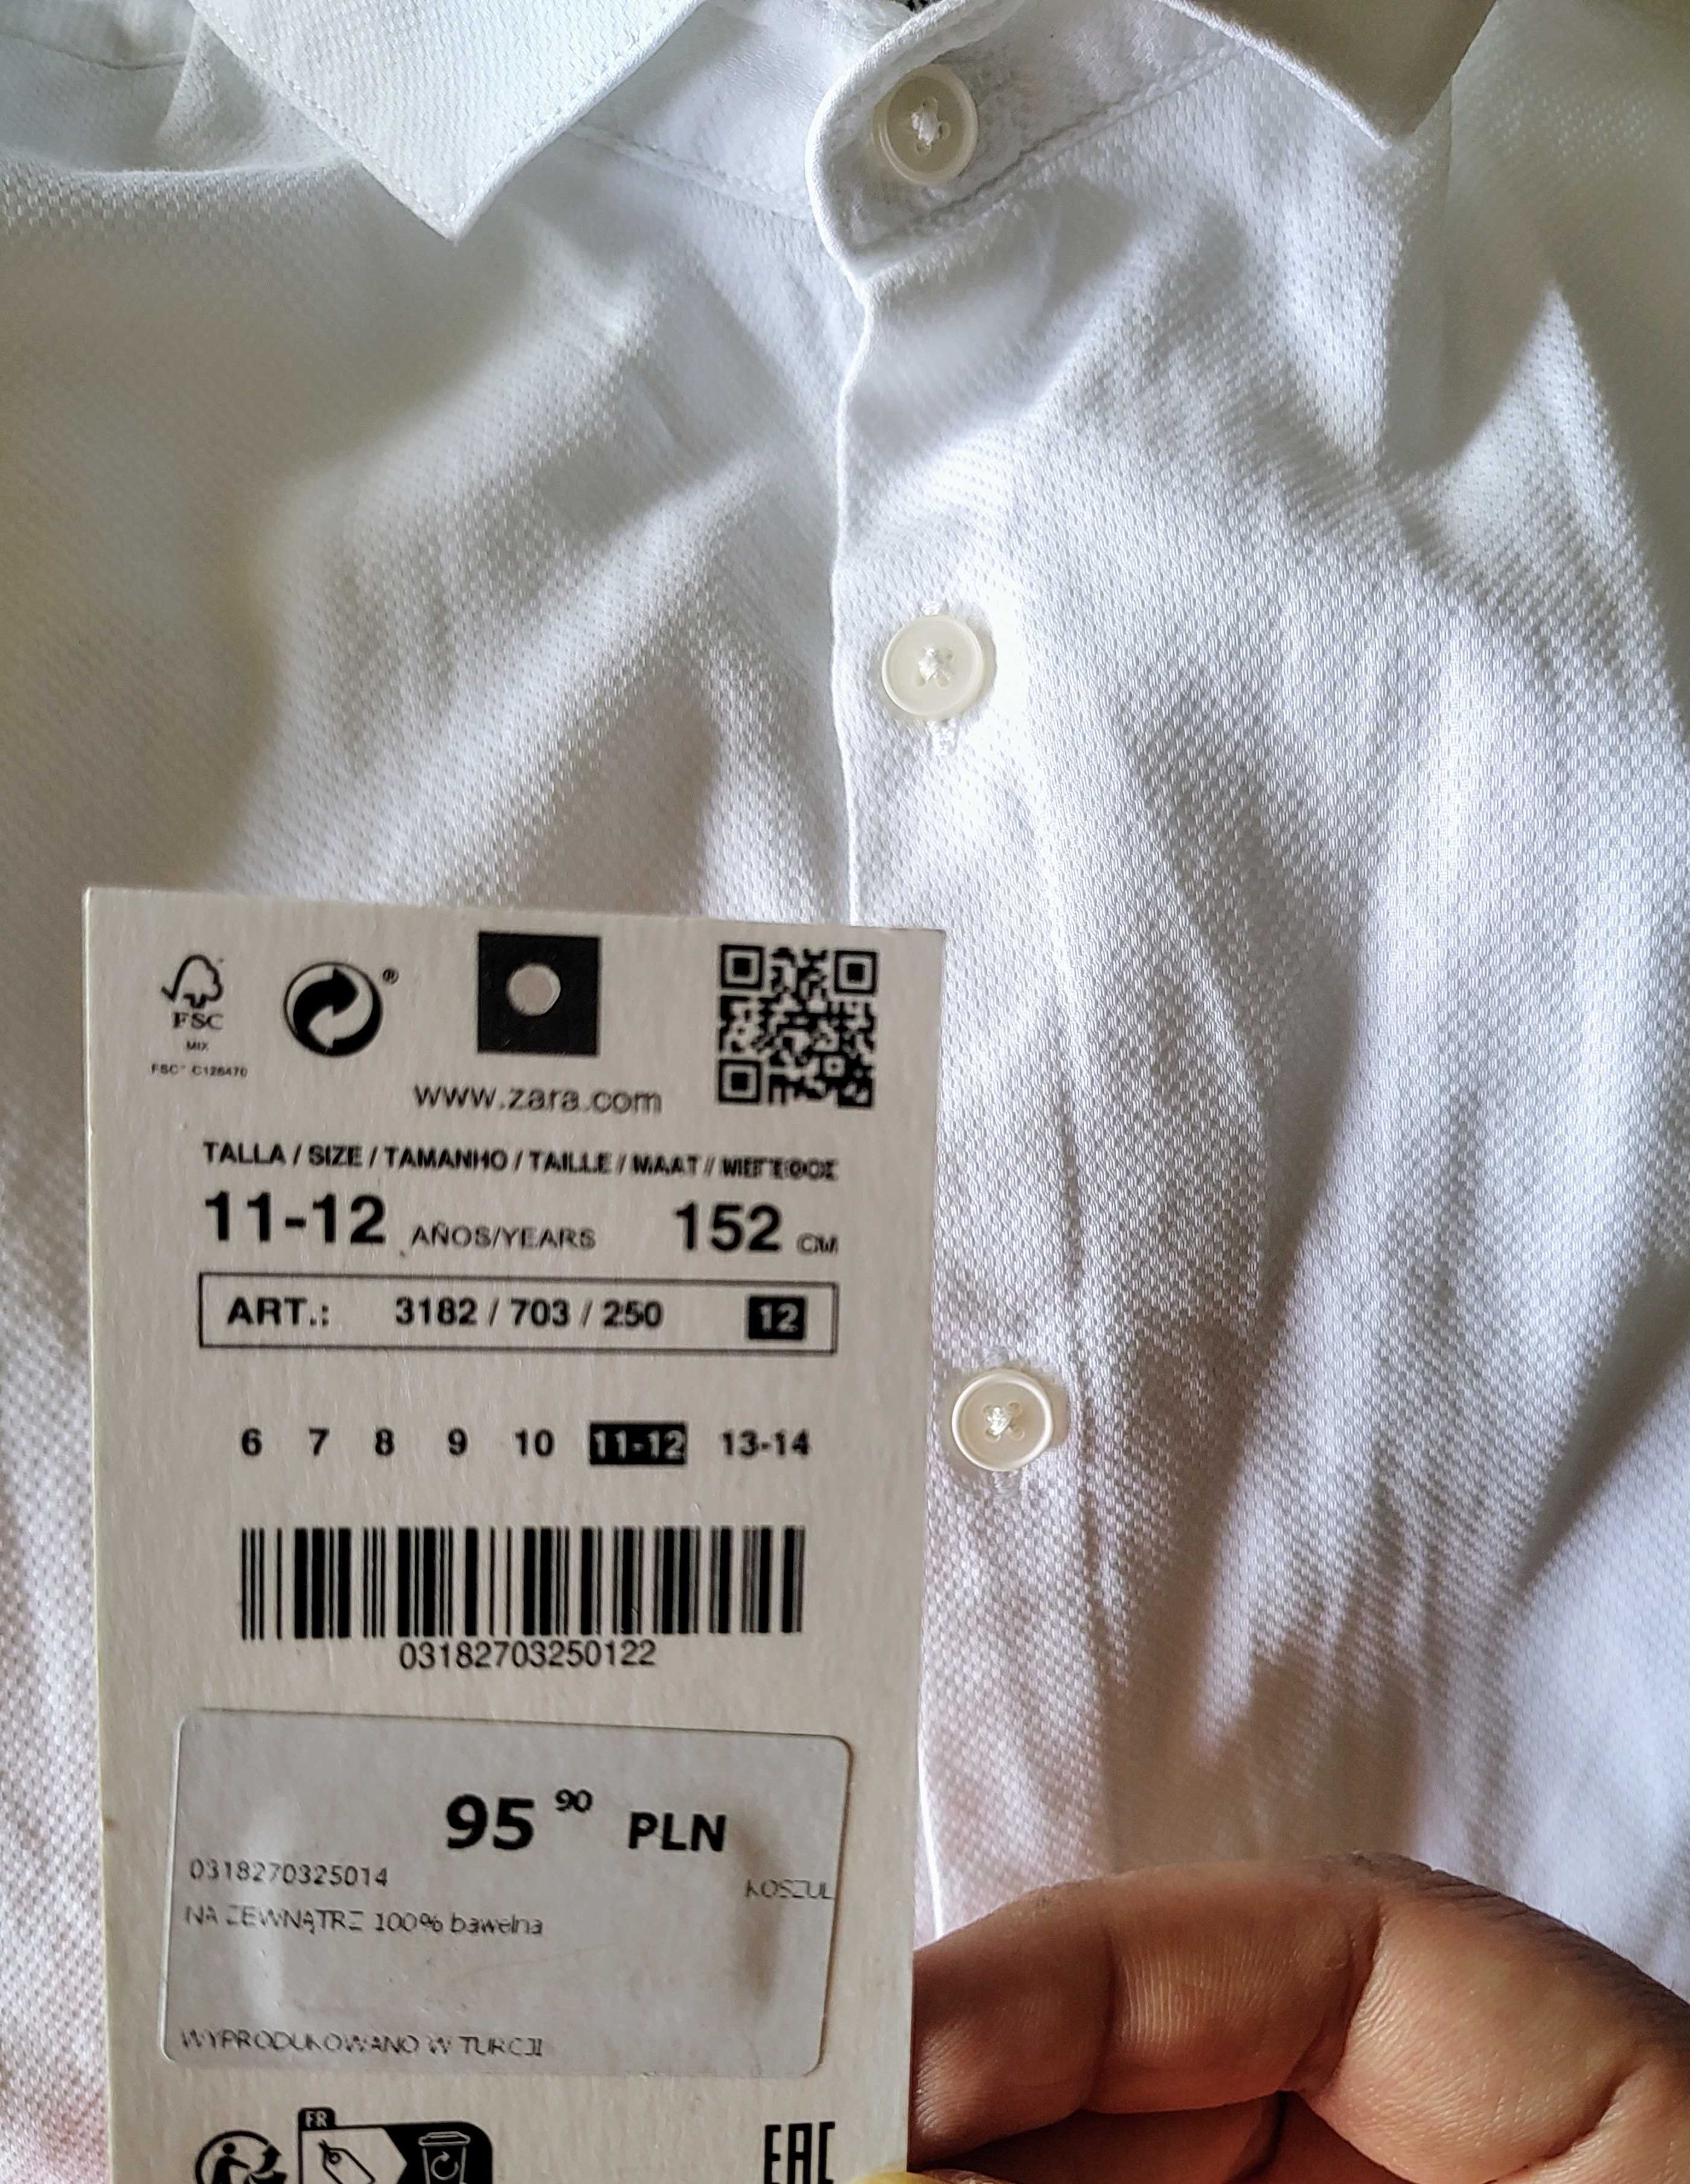 FSC
MIX
FSC™ C128470
®
www.zara.com
TALLA / SIZE / TAMANHO / TAILLE / MAAT /
11-12 AÑOS/YEARS 152 CM
ART.: 3182 / 703 / 250 12
6 7 8 9 10 11-12 13-14
03182703250122
95 90 PLN
0318270325014 KOSZUL
NA ZEWNĄTRZ 100% bawełna
WYPRODUKOWANO W TURCJI
FR
EAC